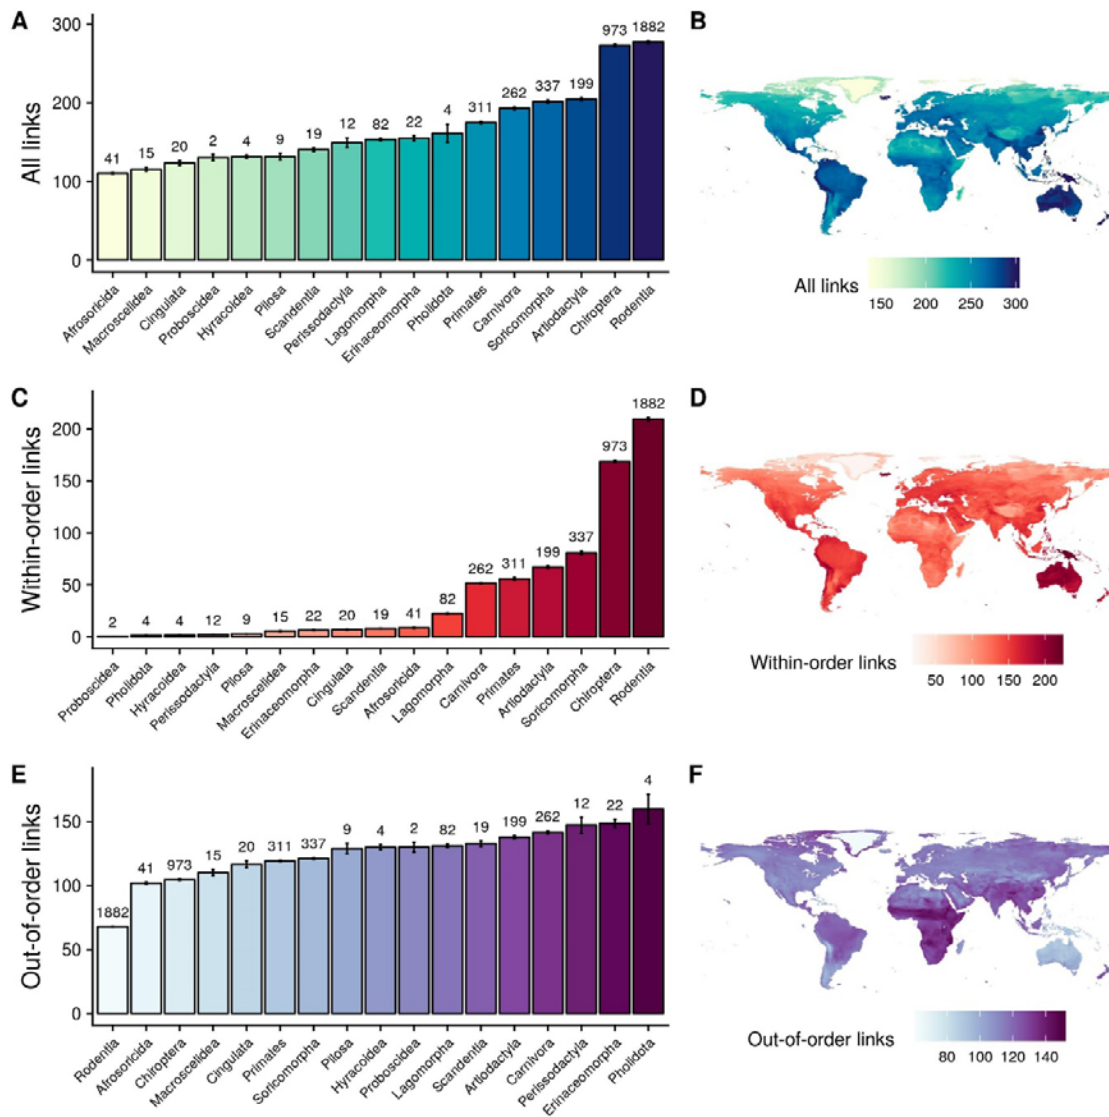 A
All links
300
200
100
0
41 15 20 2 4 9 19 12 82 22 4 311 262 337 199 973 1882
Afrosoricida Macroscelidea Cingulata Proboscidea Hyracoidea Pilosa Scandentia Perissodactyla Lagomorpha Erinaceomorpha Pholidota Primates Carnivora Soricomorpha Artiodactyla Chiroptera Rodentia
B
All links
150 200 250 300
C
Within-order links
200
150
100
50
0
2 4 4 12 9 15 22 20 19 41 82 262 311 199 337 973 1882
Proboscidea Pholidota Hyracoidea Perissodactyla Pilosa Macroscelidea Erinaceomorpha Cingulata Scandentia Afrosoricida Lagomorpha Carnivora Primates Artiodactyla Soricomorpha Chiroptera Rodentia
D
Within-order links
50 100 150 200
E
Out-of-order links
150
100
50
0
1882 41 973 15 20 311 337 9 4 2 82 19 199 262 12 22 4
Rodentia Afrosoricida Chiroptera Macroscelidea Cingulata Primates Soricomorpha Pilosa Hyracoidea Proboscidea Lagomorpha Scandentia Artiodactyla Carnivora Perissodactyla Erinaceomorpha Pholidota
F
Out-of-order links
80 100 120 140